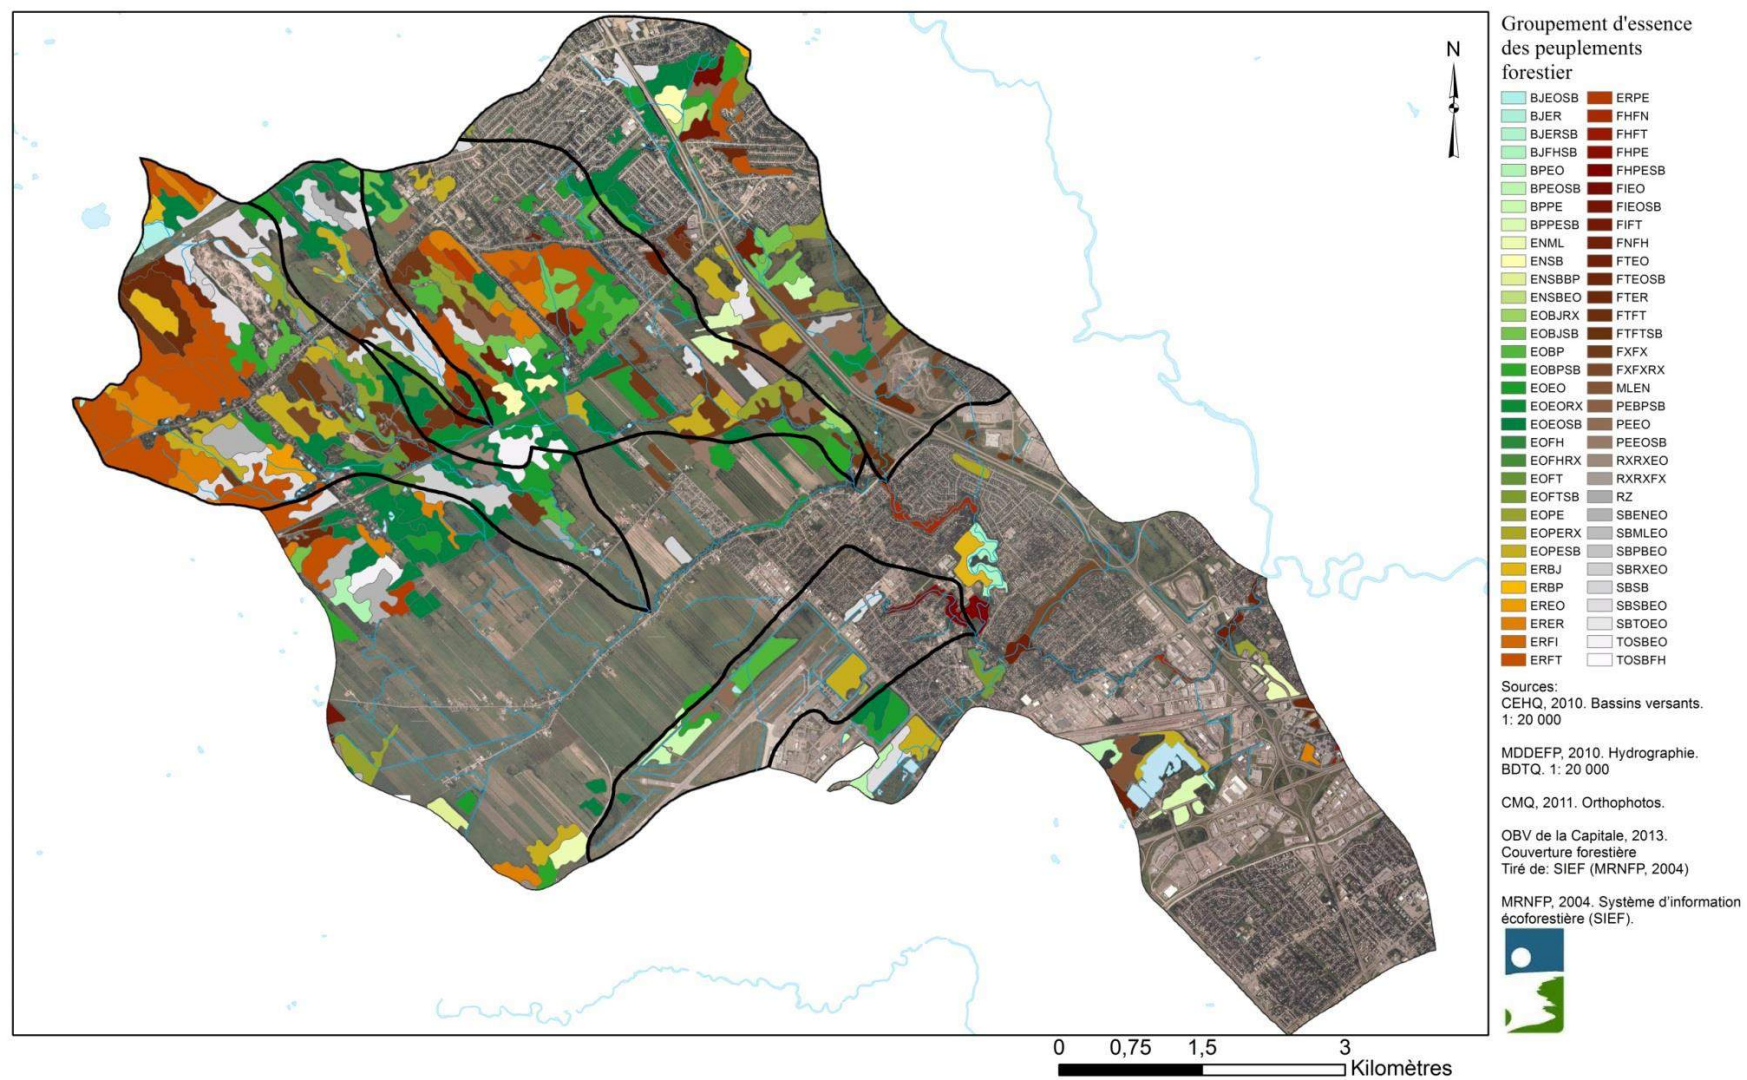 Groupement d'essence
des peuplements
forestier
N
BJEOSB
BJER
BJERSB
BJFHSB
BPEO
BPEOSB
BPPE
BPPESB
ENML
ENSB
ENSBBP
ENSBEO
EOBJRX
EOBJSB
EOBP
EOBPSB
EOEO
EOEORX
EOEOSB
EOFH
EOFHRX
EOFT
EOFTSB
EOPE
EOPERX
EOPESB
ERBJ
ERBP
EREO
ERER
ERFI
ERFT
ERPE
FHFN
FHFT
FHPE
FHPESB
FIEO
FIEOSB
FIFT
FNFH
FTEO
FTEOSB
FTER
FTFT
FTFTSB
FXFX
FXFXRX
MLEN
PEBPSB
PEEO
PEEOSB
RXRXEO
RXRXFX
RZ
SBENEO
SBMLEO
SBPBEO
SBRXEO
SBSB
SBSBEO
SBTOEO
TOSBEO
TOSBFH
Sources:
CEHQ, 2010. Bassins versants.
1: 20 000
MDDEFP, 2010. Hydrographie.
BDTQ. 1: 20 000
CMQ, 2011. Orthophotos.
OBV de la Capitale, 2013.
Couverture forestière
Tiré de: SIEF (MRNFP, 2004)
MRNFP, 2004. Système d'information
écoforestière (SIEF).
0 0,75 1,5 3
Kilomètres